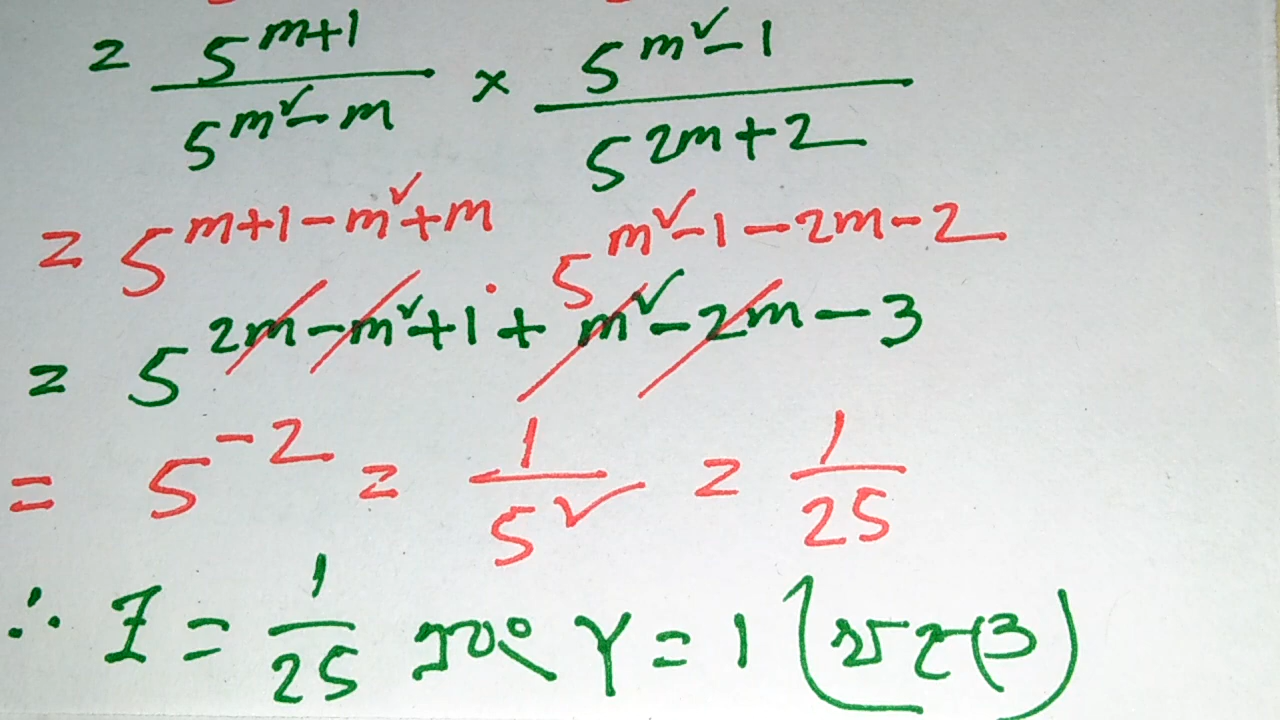 = 5^(m+1) / 5^(m²-m) × 5^(m²-1) / 5^(2m+2)
= 5^(m+1-m²+m) . 5^(m²-1-2m-2)
= 5^(2m-m²+1+m²-2m-3)
= 5^(-2) = 1/5² = 1/25
∴ Z = 1/25 এবং Y = 1 (ক হতে)